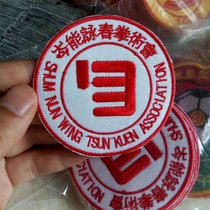 岑能詠春拳術會
SHUM NUN WING TSUN KUEN ASSOCIATION